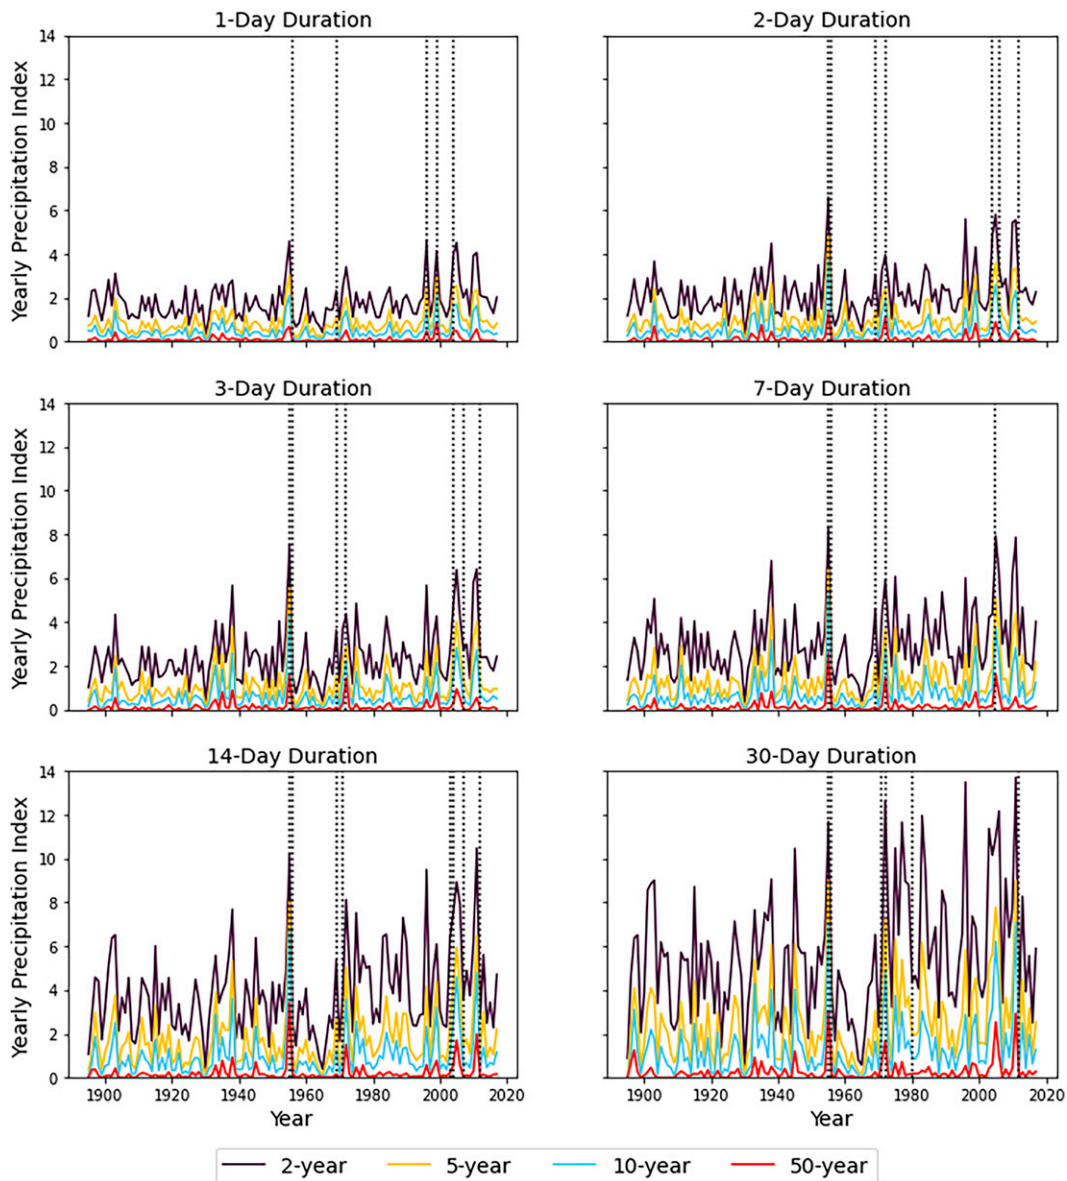 1-Day Duration
2-Day Duration
Yearly Precipitation Index
14
12
10
8
6
4
2
0
3-Day Duration
7-Day Duration
Yearly Precipitation Index
14
12
10
8
6
4
2
0
14-Day Duration
30-Day Duration
Yearly Precipitation Index
14
12
10
8
6
4
2
0
1900 1920 1940 1960 1980 2000 2020
1900 1920 1940 1960 1980 2000 2020
Year
Year
2-year 5-year 10-year 50-year